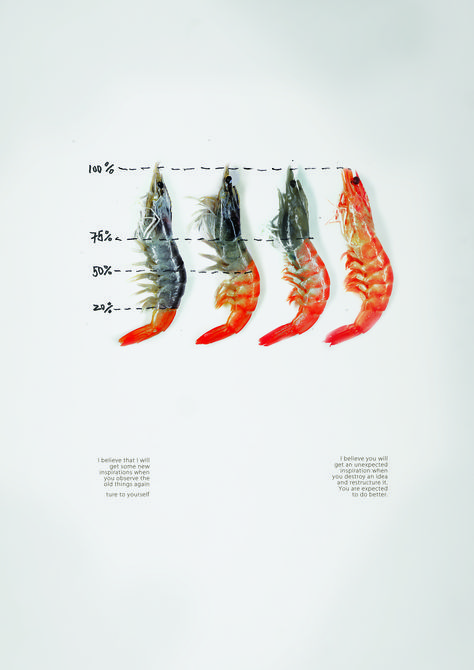 100%
75%
50%
20%
I believe that I will
get some new
inspirations when
you observe the
old things again
ture to yourself
I believe you will
get an unexpected
inspiration when
you destroy an idea
and restructure it.
You are expected
to do better.